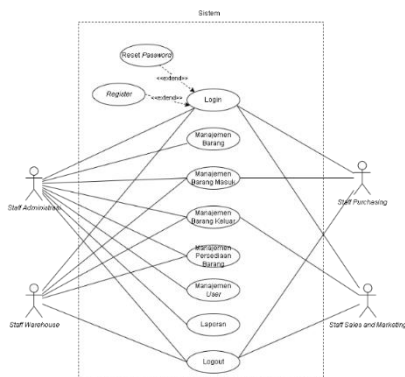 Sistem
Reset Password
<<extend>>
Register
<<extend>>
Login
Manajemen
Barang
Manajemen
Barang Masuk
Staff Administrasi
Staff Purchasing
Manajemen
Barang Keluar
Manajemen
Persediaan
Barang
Manajemen
User
Laporan
Staff Warehouse
Staff Sales and Marketing
Logout